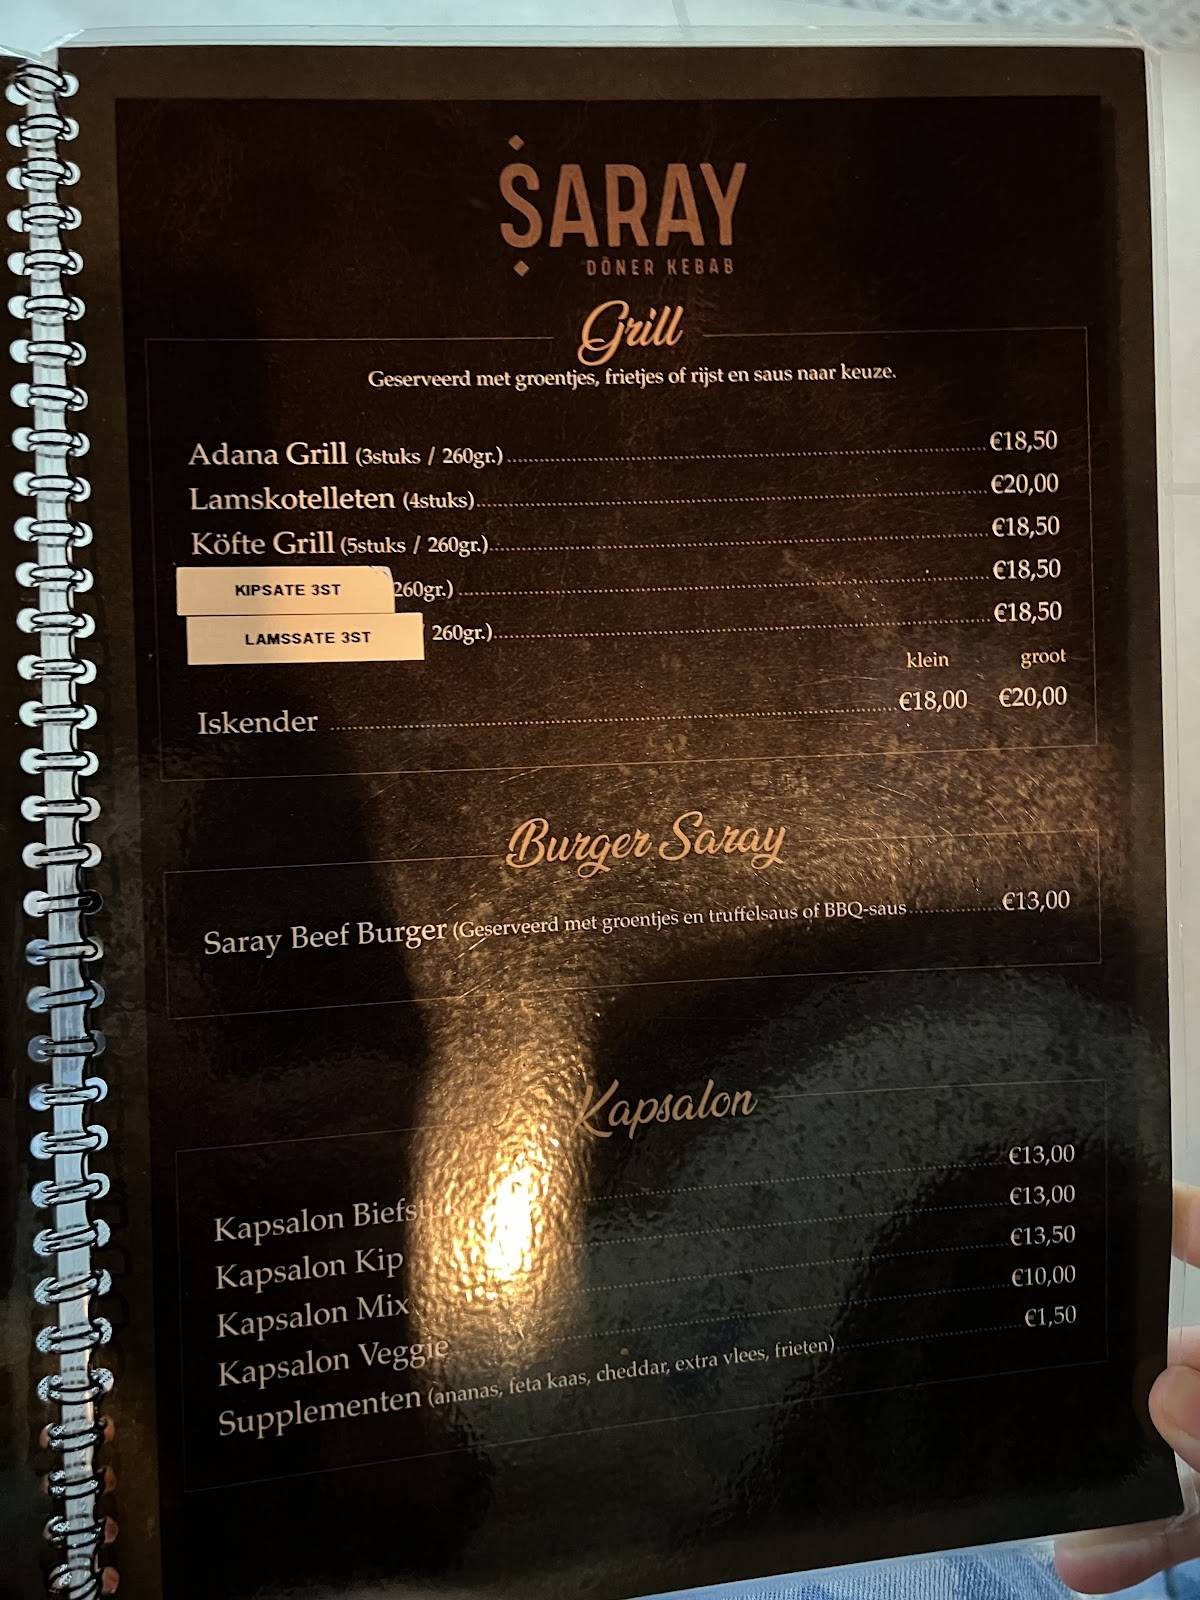 SARAY
DÖNER KEBAB
Grill
Geserveerd met groentjes, frietjes of rijst en saus naar keuze.
Adana Grill (3stuks / 260gr.) €18,50
Lamskotelleten (4stuks) €20,00
Köfte Grill (5stuks / 260gr.) €18,50
KIPSATE 3ST 260gr.) €18,50
LAMSSATE 3ST 260gr.) €18,50
klein groot
Iskender €18,00 €20,00
Burger Saray
Saray Beef Burger (Geserveerd met groentjes en truffelsaus of BBQ-saus €13,00
Kapsalon
Kapsalon Biefstuk €13,00
Kapsalon Kip €13,00
Kapsalon Mix €13,50
Kapsalon Veggie €10,00
Supplementen (ananas, feta kaas, cheddar, extra vlees, frieten) €1,50